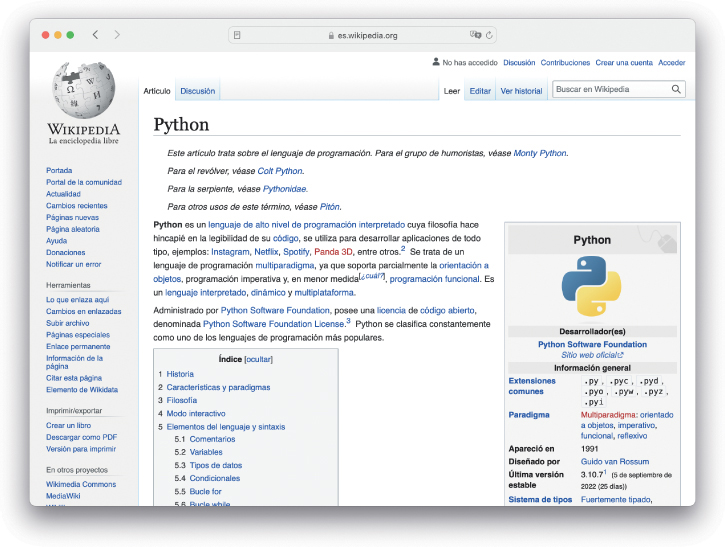 es.wikipedia.org
No has accedido Discusión Contribuciones Crear una cuenta Acceder
Artículo Discusión Leer Editar Ver historial Buscar en Wikipedia
WIKIPEDIA
La enciclopedia libre
Portada
Portal de la comunidad
Actualidad
Cambios recientes
Páginas nuevas
Página aleatoria
Ayuda
Donaciones
Notificar un error
Herramientas
Lo que enlaza aquí
Cambios en enlazadas
Subir archivo
Páginas especiales
Enlace permanente
Información de la
página
Citar esta página
Elemento de Wikidata
Imprimir/exportar
Crear un libro
Descargar como PDF
Versión para imprimir
En otros proyectos
Wikimedia Commons
MediaWiki
Python
Este artículo trata sobre el lenguaje de programación. Para el grupo de humoristas, véase Monty Python.
Para el revólver, véase Colt Python.
Para la serpiente, véase Pythonidae.
Para otros usos de este término, véase Pitón.
Python es un lenguaje de alto nivel de programación interpretado cuya filosofía hace
hincapié en la legibilidad de su código, se utiliza para desarrollar aplicaciones de todo
tipo, ejemplos: Instagram, Netflix, Spotify, Panda 3D, entre otros.2 Se trata de un
lenguaje de programación multiparadigma, ya que soporta parcialmente la orientación a
objetos, programación imperativa y, en menor medida[¿cuál?], programación funcional. Es
un lenguaje interpretado, dinámico y multiplataforma.
Administrado por Python Software Foundation, posee una licencia de código abierto,
denominada Python Software Foundation License.3 Python se clasifica constantemente
como uno de los lenguajes de programación más populares.
Índice [ocultar]
1 Historia
2 Características y paradigmas
3 Filosofía
4 Modo interactivo
5 Elementos del lenguaje y sintaxis
5.1 Comentarios
5.2 Variables
5.3 Tipos de datos
5.4 Condicionales
5.5 Bucle for
5.6 Bucle while
Python
Desarrollador(es)
Python Software Foundation
Sitio web oficial
Información general
Extensiones .py, .pyc, .pyd,
comunes .pyo, .pyw, .pyz,
.pyi
Paradigma Multiparadigma: orientado
a objetos, imperativo,
funcional, reflexivo
Apareció en 1991
Diseñado por Guido van Rossum
Última versión 3.10.71 (5 de septiembre de
estable 2022 (25 días))
Sistema de tipos Fuertemente tipado,